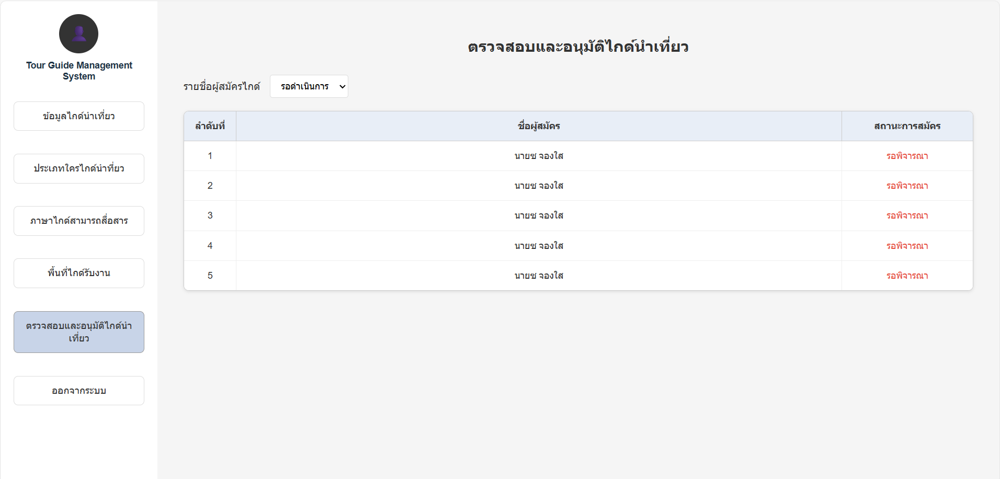 Tour Guide Management
System
ข้อมูลไกด์นำเที่ยว
ประเภทใครไกด์นำที่ยว
ภาษาไกด์สามารถสื่อสาร
พื้นที่ไกด์รับงาน
ตรวจสอบและอนุมัติไกด์นำ
เที่ยว
ออกจากระบบ
ตรวจสอบและอนุมัติไกด์นำเที่ยว
รายชื่อผู้สมัครไกด์ รอดำเนินการ
ลำดับที่ ชื่อผู้สมัคร สถานะการสมัคร
1 นายซ จองใส รอพิจารณา
2 นายซ จองใส รอพิจารณา
3 นายซ จองใส รอพิจารณา
4 นายซ จองใส รอพิจารณา
5 นายซ จองใส รอพิจารณา